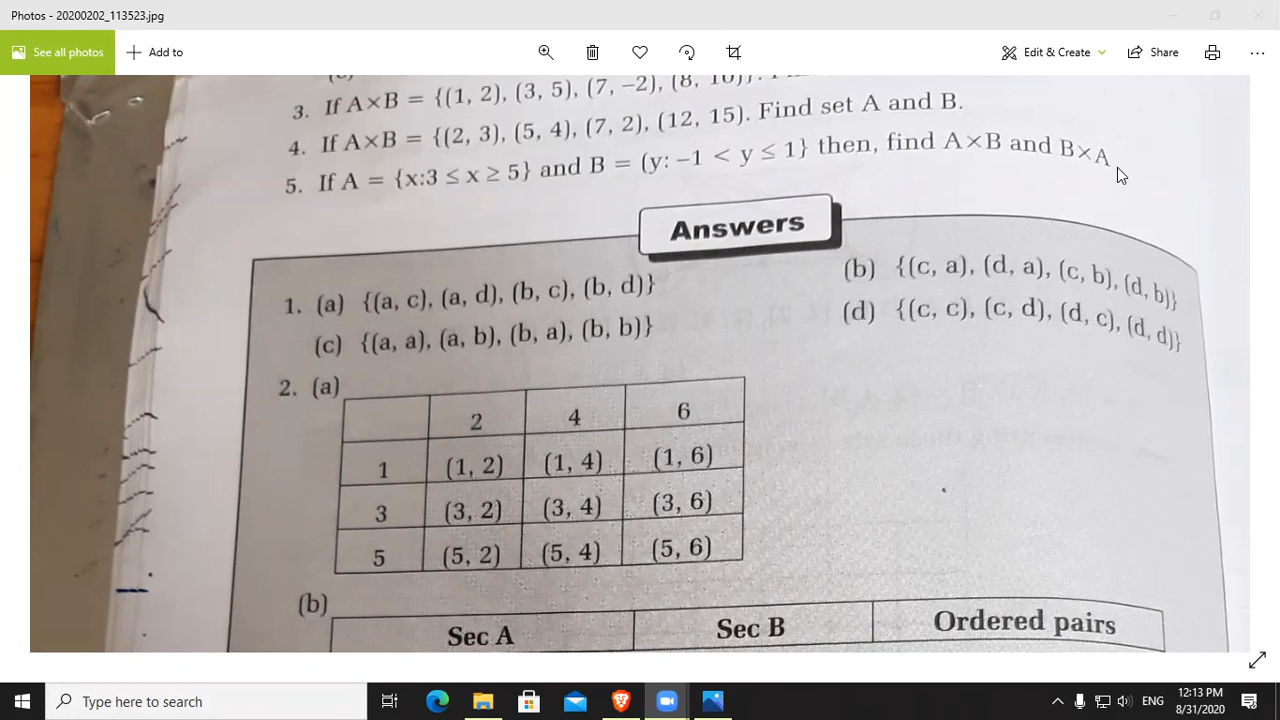 Photos - 20200202_113523.jpg
See all photos
Add to
Edit & Create
Share
3. If A×B = {(1, 2), (3, 5), (7, –2), (8, 10)}.
4. If A×B = {(2, 3), (5, 4), (7, 2), (12, 15). Find set A and B.
5. If A = {x:3 ≤ x ≥ 5} and B = (y: –1 < y ≤ 1} then, find A×B and B×A
Answers
1. (a) {(a, c), (a, d), (b, c), (b, d)}
(b) {(c, a), (d, a), (c, b), (d, b)}
(c) {(a, a), (a, b), (b, a), (b, b)}
(d) {(c, c), (c, d), (d, c), (d, d)}
2. (a)
2 4 6
1 (1, 2) (1, 4) (1, 6)
3 (3, 2) (3, 4) (3, 6)
5 (5, 2) (5, 4) (5, 6)
(b)
Sec A Sec B Ordered pairs
Type here to search
ENG
12:13 PM
8/31/2020